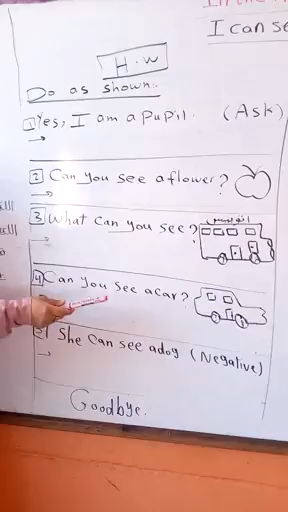 I can se
H.W
Do as shown:
1 Yes, I am a Pupil. (Ask)
2 Can you see a flower?
3 What Can you see?
اتوبيس
4 Can you see a car?
5 She Can see a dog (Negative)
Goodbye.